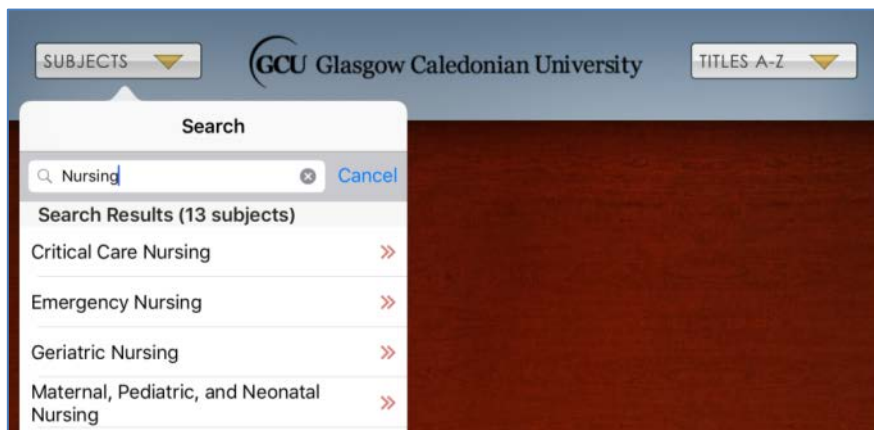 SUBJECTS
GCU Glasgow Caledonian University
TITLES A-Z
Search
Nursing
Cancel
Search Results (13 subjects)
Critical Care Nursing
Emergency Nursing
Geriatric Nursing
Maternal, Pediatric, and Neonatal
Nursing